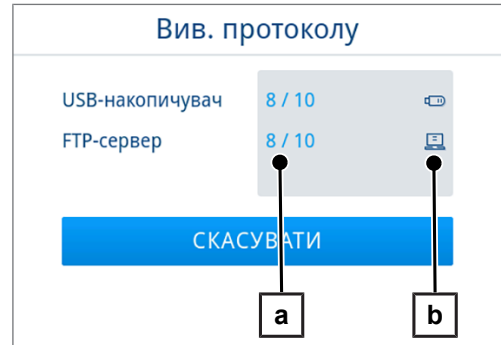 Вив. протоколу
USB-накопичувач 8 / 10
FTP-сервер 8 / 10
СКАСУВАТИ
a b